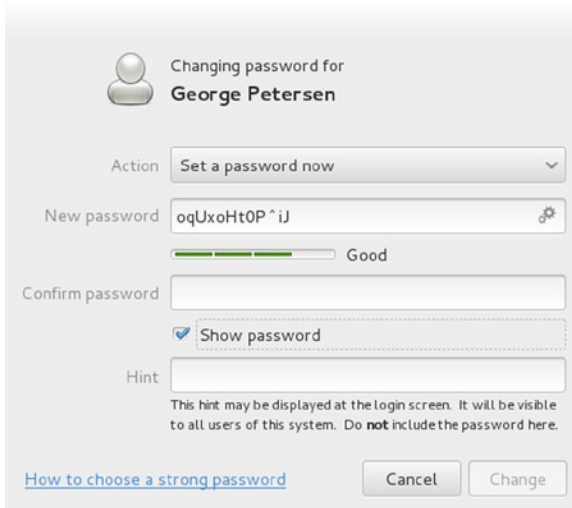 Changing password for
George Petersen
Action Set a password now
New password oqUxoHt0P^iJ
Good
Confirm password
Show password
Hint
This hint may be displayed at the login screen. It will be visible
to all users of this system. Do not include the password here.
How to choose a strong password Cancel Change